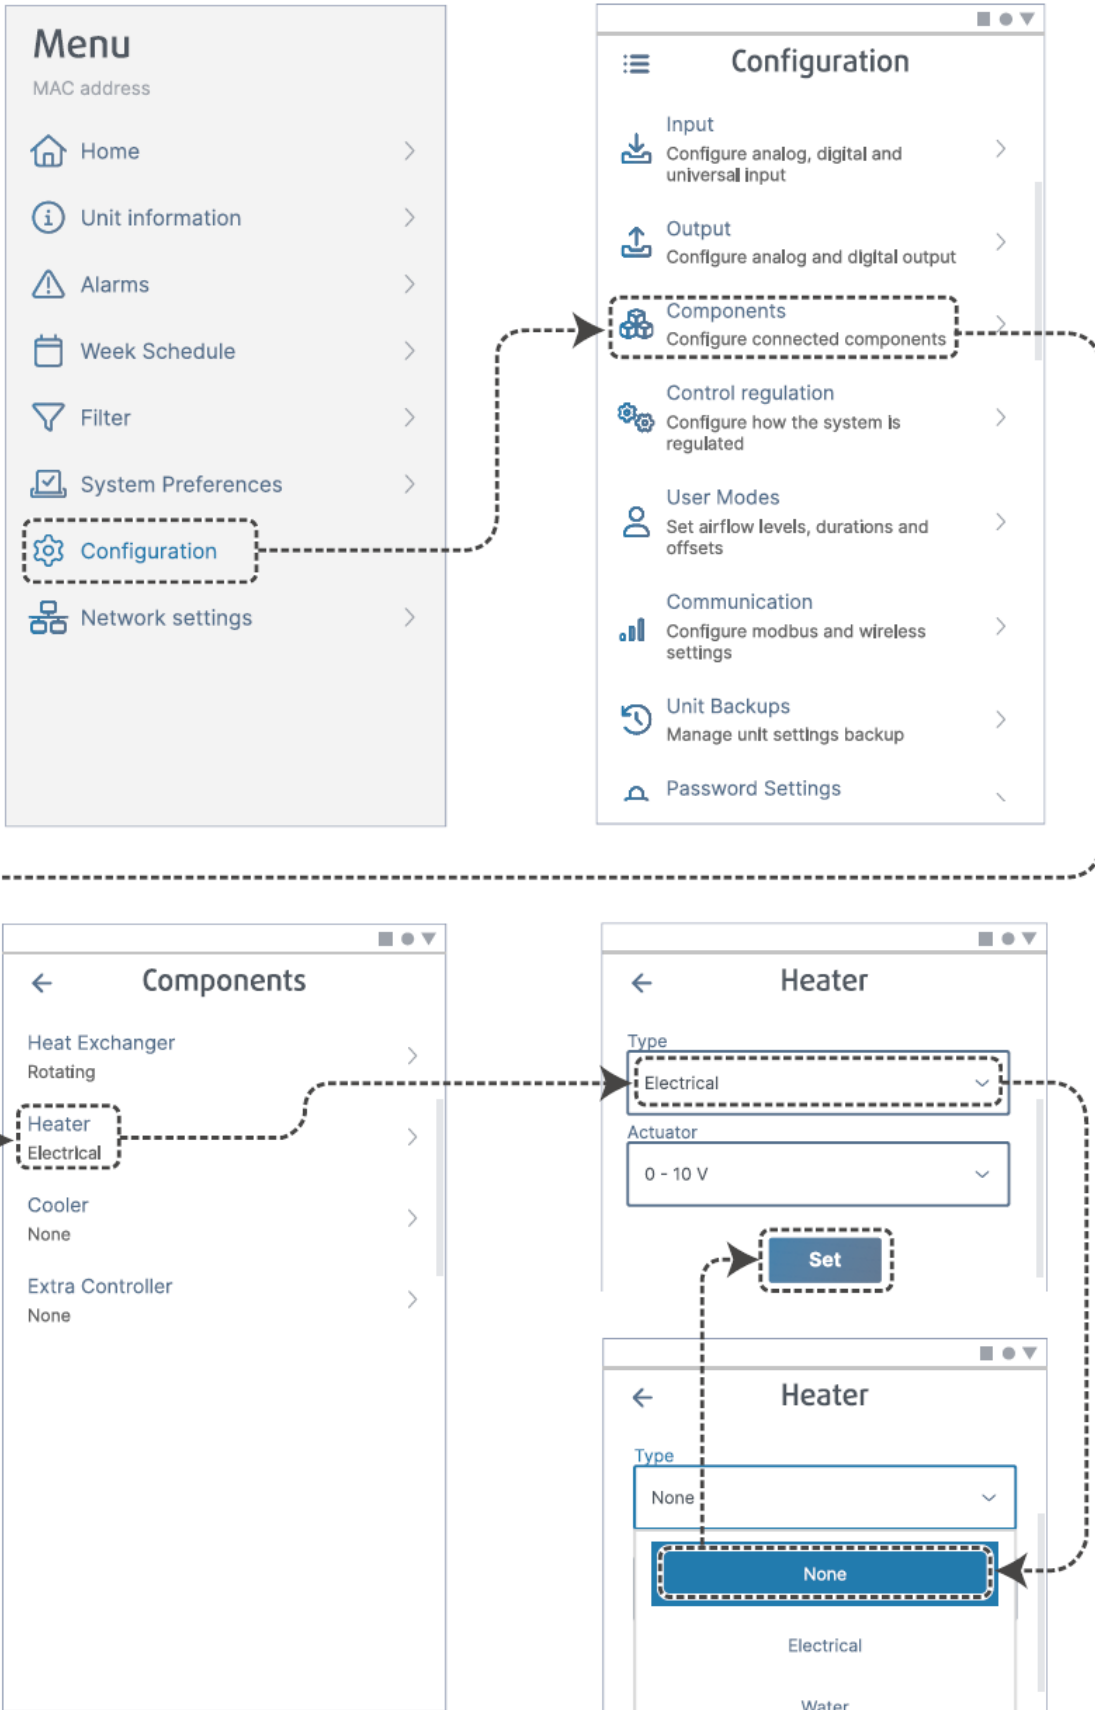 Menu
MAC address
Home
Unit information
Alarms
Week Schedule
Filter
System Preferences
Configuration
Network settings
Configuration
Input
Configure analog, digital and
universal input
Output
Configure analog and digital output
Components
Configure connected components
Control regulation
Configure how the system is
regulated
User Modes
Set airflow levels, durations and
offsets
Communication
Configure modbus and wireless
settings
Unit Backups
Manage unit settings backup
Password Settings
Components
Heat Exchanger
Rotating
Heater
Electrical
Cooler
None
Extra Controller
None
Heater
Type
Electrical
Actuator
0 - 10 V
Set
Heater
Type
None
None
Electrical
Water